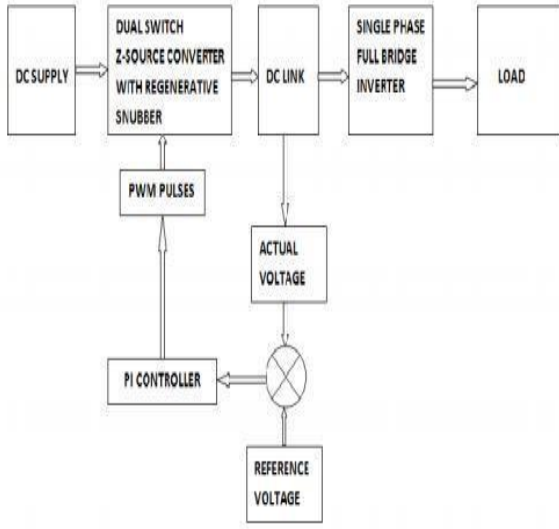 DC SUPPLY
DUAL SWITCH
Z-SOURCE CONVERTER
WITH REGENERATIVE
SNUBBER
DC LINK
SINGLE PHASE
FULL BRIDGE
INVERTER
LOAD
PWM PULSES
ACTUAL
VOLTAGE
PI CONTROLLER
REFERENCE
VOLTAGE